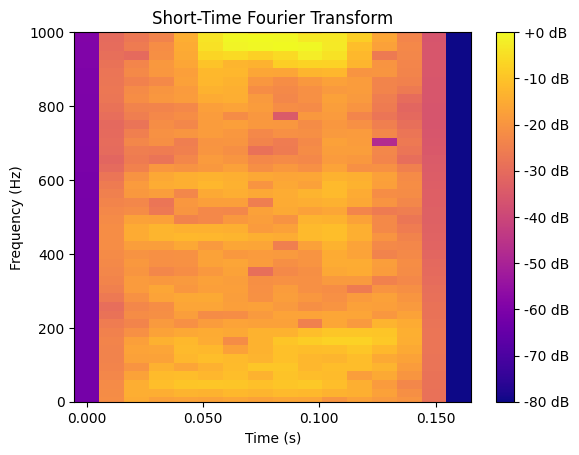 Short-Time Fourier Transform
1000
800
600
400
200
0
Frequency (Hz)
0.000
0.050
0.100
0.150
Time (s)
+0 dB
-10 dB
-20 dB
-30 dB
-40 dB
-50 dB
-60 dB
-70 dB
-80 dB